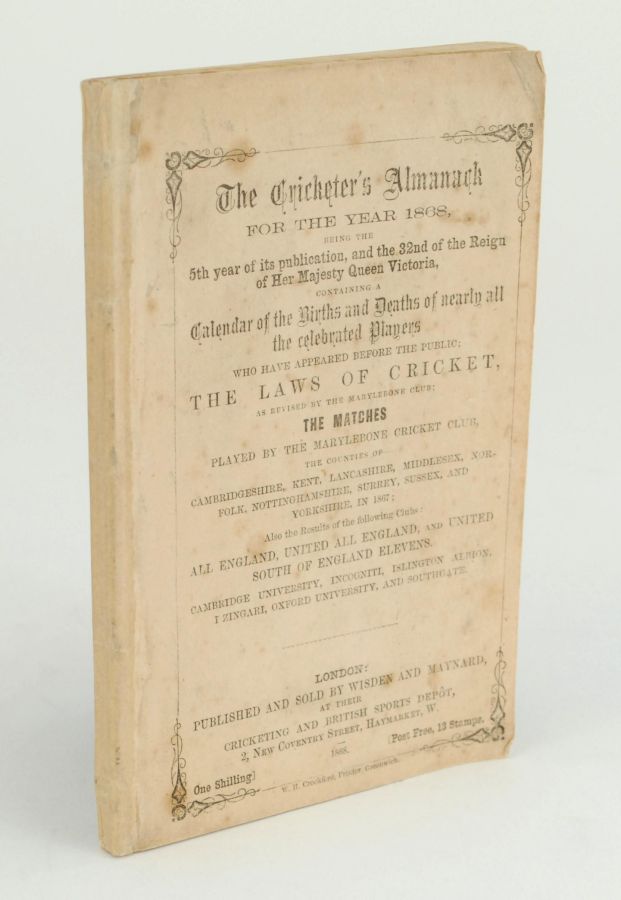 The Cricketer's Almanack
FOR THE YEAR 1868,
BEING THE
5th year of its publication, and the 32nd of the Reign
of Her Majesty Queen Victoria,
CONTAINING A
Calendar of the Births and Deaths of nearly all
the celebrated Players
WHO HAVE APPEARED BEFORE THE PUBLIC;
THE LAWS OF CRICKET,
AS REVISED BY THE MARYLEBONE CLUB;
THE MATCHES
PLAYED BY THE MARYLEBONE CRICKET CLUB,
THE COUNTIES OF—
CAMBRIDGESHIRE, KENT, LANCASHIRE, MIDDLESEX, NOR-
FOLK, NOTTINGHAMSHIRE, SURREY, SUSSEX, AND
YORKSHIRE, IN 1867;
Also the Results of the following Clubs:
ALL ENGLAND, UNITED ALL ENGLAND, AND UNITED
SOUTH OF ENGLAND ELEVENS.
CAMBRIDGE UNIVERSITY, INCOGNITI, ISLINGTON ALBION,
I ZINGARI, OXFORD UNIVERSITY, AND SOUTHGATE.
LONDON:
PUBLISHED AND SOLD BY WISDEN AND MAYNARD,
AT THEIR
CRICKETING AND BRITISH SPORTS DEPÔT,
2, NEW COVENTRY STREET, HAYMARKET, W.
1868.
One Shilling] [Post Free, 13 Stamps.
W. H. Crockford, Printer, Greenwich.